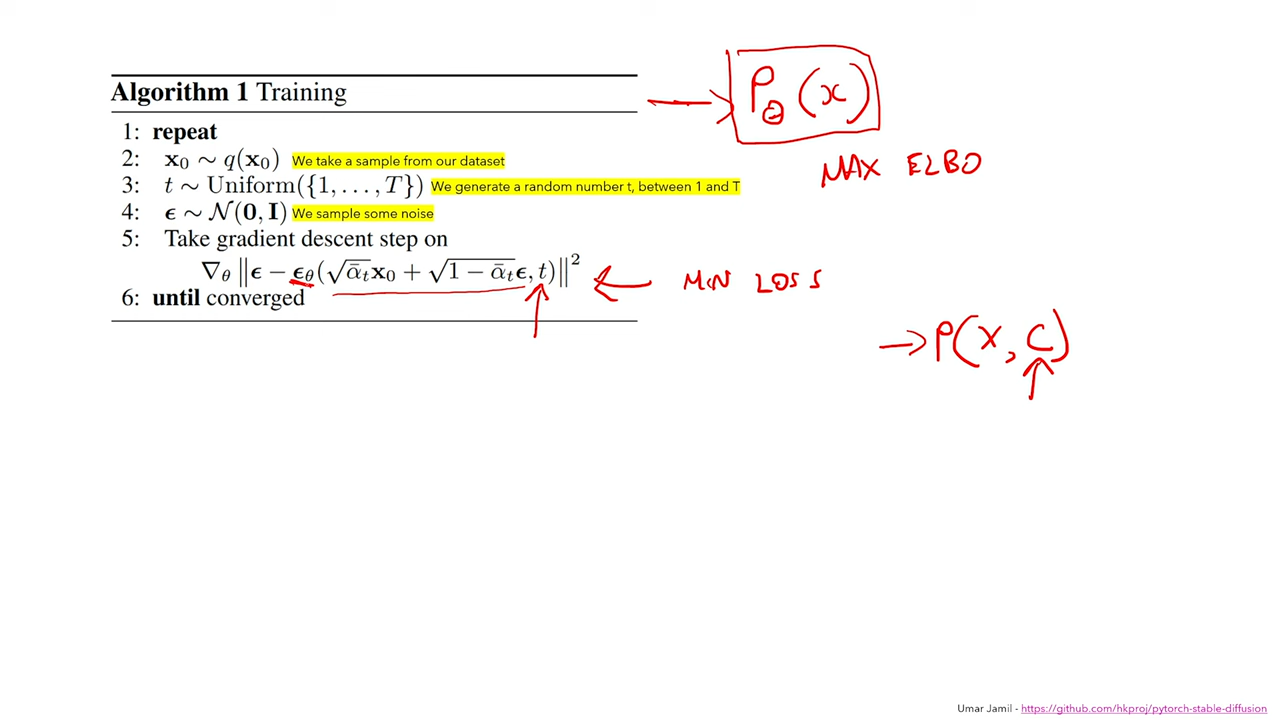 Algorithm 1 Training
1: repeat
2: x₀ ∼ q(x₀) We take a sample from our dataset
3: t ∼ Uniform({1, . . . , T}) We generate a random number t, between 1 and T
4: ϵ ∼ 𝒩(0, I) We sample some noise
5: Take gradient descent step on
∇θ ‖ϵ − ϵθ(√ᾱₜx₀ + √1 − ᾱₜϵ, t)‖²
6: until converged
Pθ(x)
MAX ELBO
MIN LOSS
P(X, C)
Umar Jamil - https://github.com/hkproj/pytorch-stable-diffusion